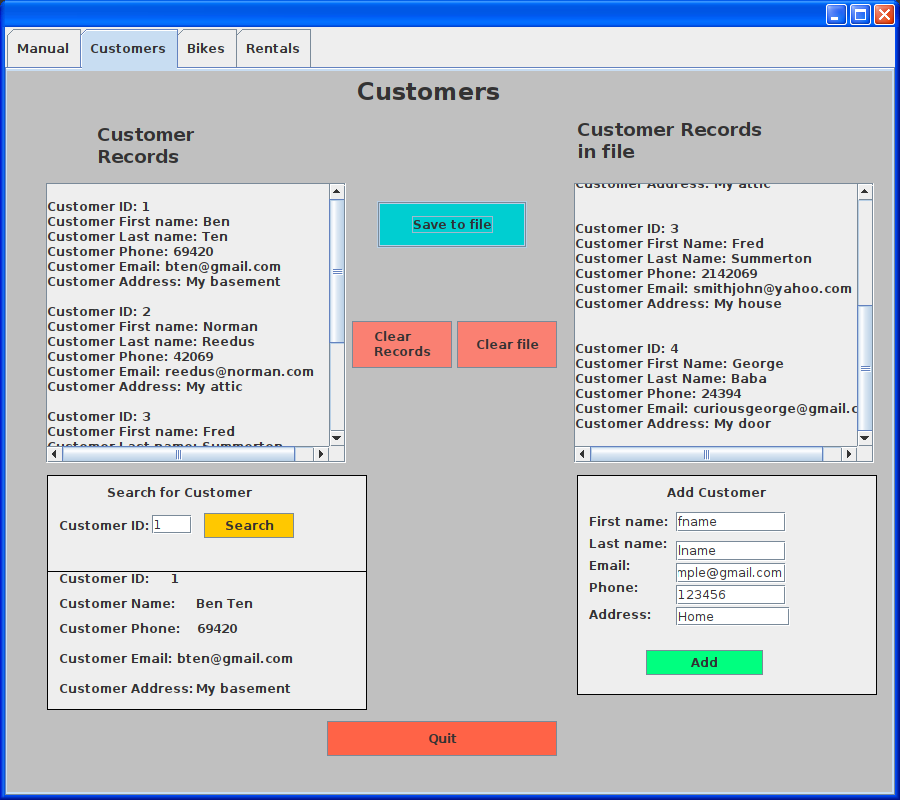 Manual
Customers
Bikes
Rentals
Customers
Customer
Records
Customer ID: 1
Customer First name: Ben
Customer Last name: Ten
Customer Phone: 69420
Customer Email: bten@gmail.com
Customer Address: My basement
Customer ID: 2
Customer First name: Norman
Customer Last name: Reedus
Customer Phone: 42069
Customer Email: reedus@norman.com
Customer Address: My attic
Customer ID: 3
Customer First name: Fred
Customer Last name: Summerton
Save to file
Clear
Records
Clear file
Customer Records
in file
Customer Address: My attic
Customer ID: 3
Customer First Name: Fred
Customer Last Name: Summerton
Customer Phone: 2142069
Customer Email: smithjohn@yahoo.com
Customer Address: My house
Customer ID: 4
Customer First Name: George
Customer Last Name: Baba
Customer Phone: 24394
Customer Email: curiousgeorge@gmail.c
Customer Address: My door
Search for Customer
Customer ID: 1
Search
Customer ID: 1
Customer Name: Ben Ten
Customer Phone: 69420
Customer Email: bten@gmail.com
Customer Address: My basement
Add Customer
First name: fname
Last name: lname
Email: mple@gmail.com
Phone: 123456
Address: Home
Add
Quit